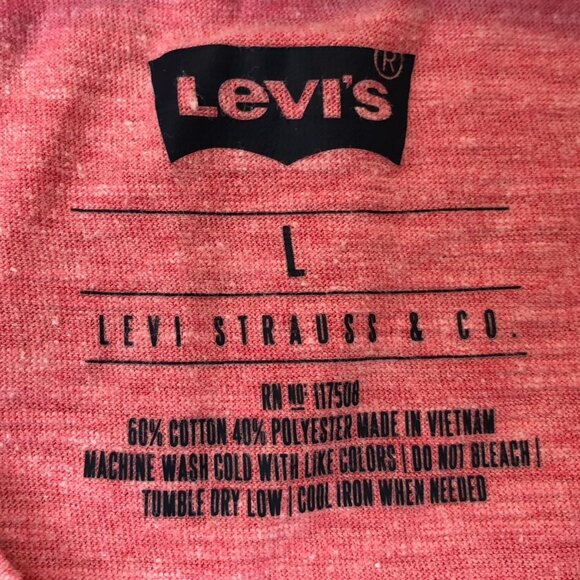 LEVI'S®
L
LEVI STRAUSS & CO.
RN NO: 117508
60% COTTON 40% POLYESTER MADE IN VIETNAM
MACHINE WASH COLD WITH LIKE COLORS | DO NOT BLEACH |
TUMBLE DRY LOW | COOL IRON WHEN NEEDED